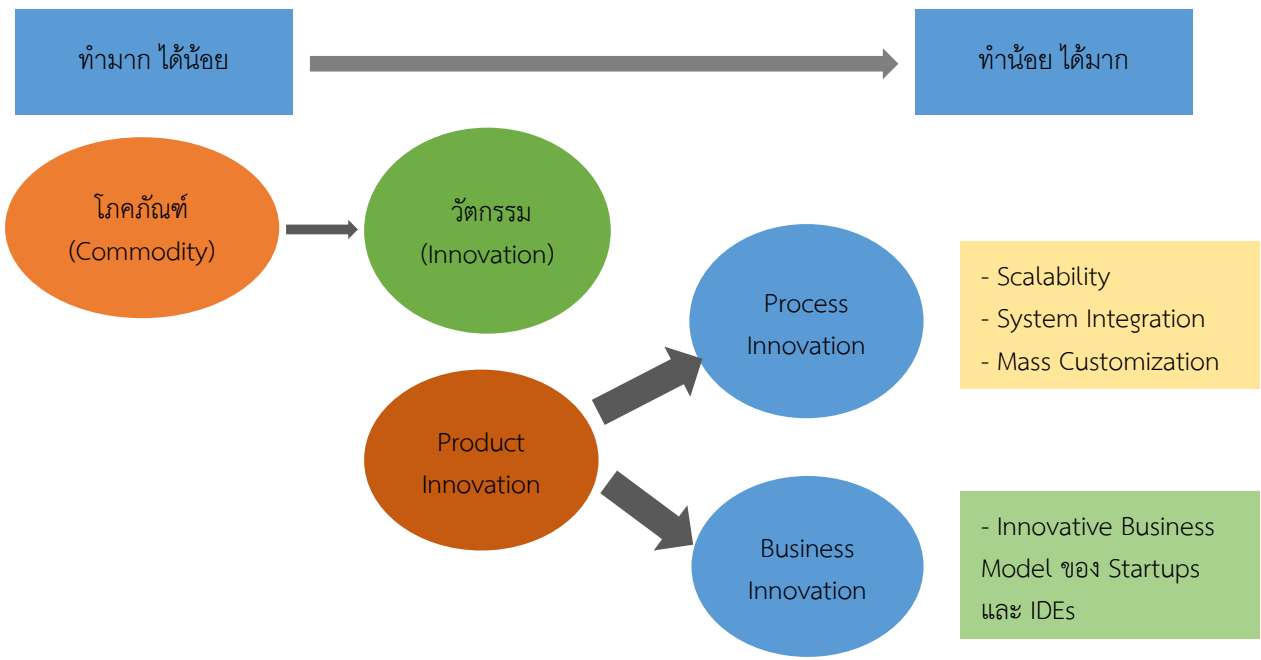 ทำมาก ได้น้อย
ทำน้อย ได้มาก
โภคภัณฑ์
(Commodity)
วัตกรรม
(Innovation)
Process
Innovation
- Scalability
- System Integration
- Mass Customization
Product
Innovation
Business
Innovation
- Innovative Business
Model ของ Startups
และ IDEs